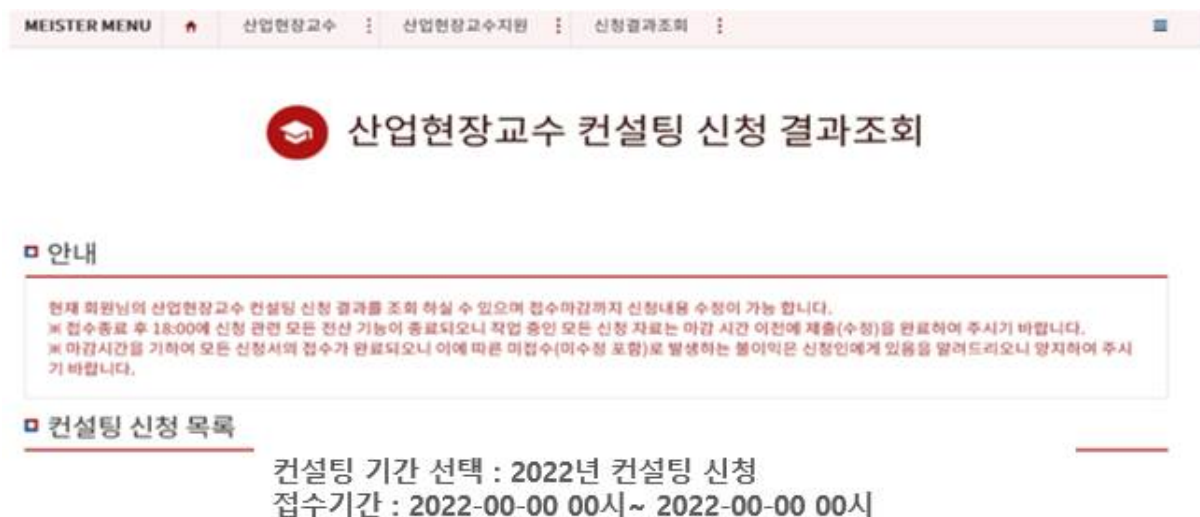 MEISTER MENU 산업현장교수 산업현장교수지원 신청결과조회
산업현장교수 컨설팅 신청 결과조회
안내
현재 회원님의 산업현장교수 컨설팅 신청 결과를 조회 하실 수 있으며 접수마감까지 신청내용 수정이 가능 합니다.
※ 접수종료 후 18:00에 신청 관련 모든 전산 기능이 종료되오니 작업 중인 모든 신청 자료는 마감 시간 이전에 제출(수정)을 완료하여 주시기 바랍니다.
※ 마감시간을 기하여 모든 신청서의 접수가 완료되오니 이에 따른 미접수(미수정 포함)로 발생하는 불이익은 신청인에게 있음을 알려드리오니 양지하여 주시
기 바랍니다.
컨설팅 신청 목록
컨설팅 기간 선택 : 2022년 컨설팅 신청
접수기간 : 2022-00-00 00시~ 2022-00-00 00시